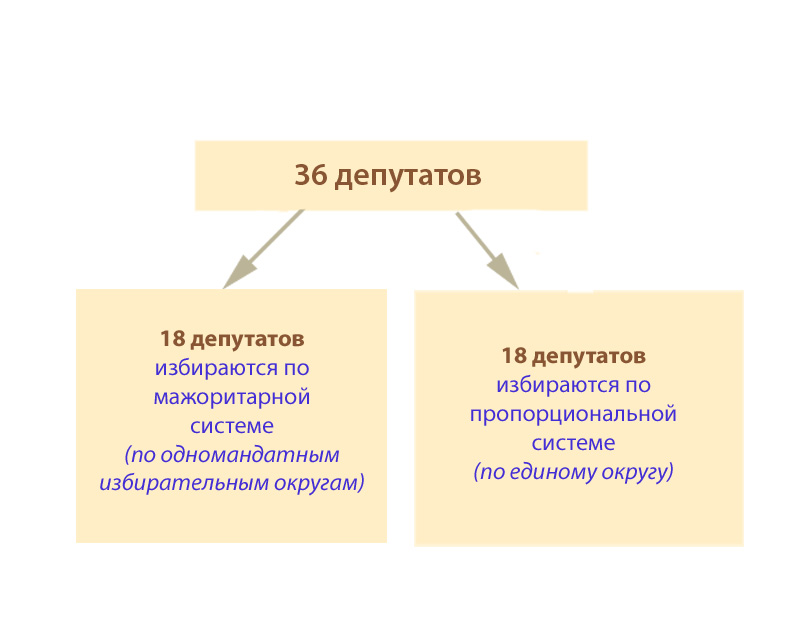 36 депутатов
18 депутатов
избираются по
мажоритарной
системе
(по одномандатным
избирательным округам)
18 депутатов
избираются по
пропорциональной
системе
(по единому округу)